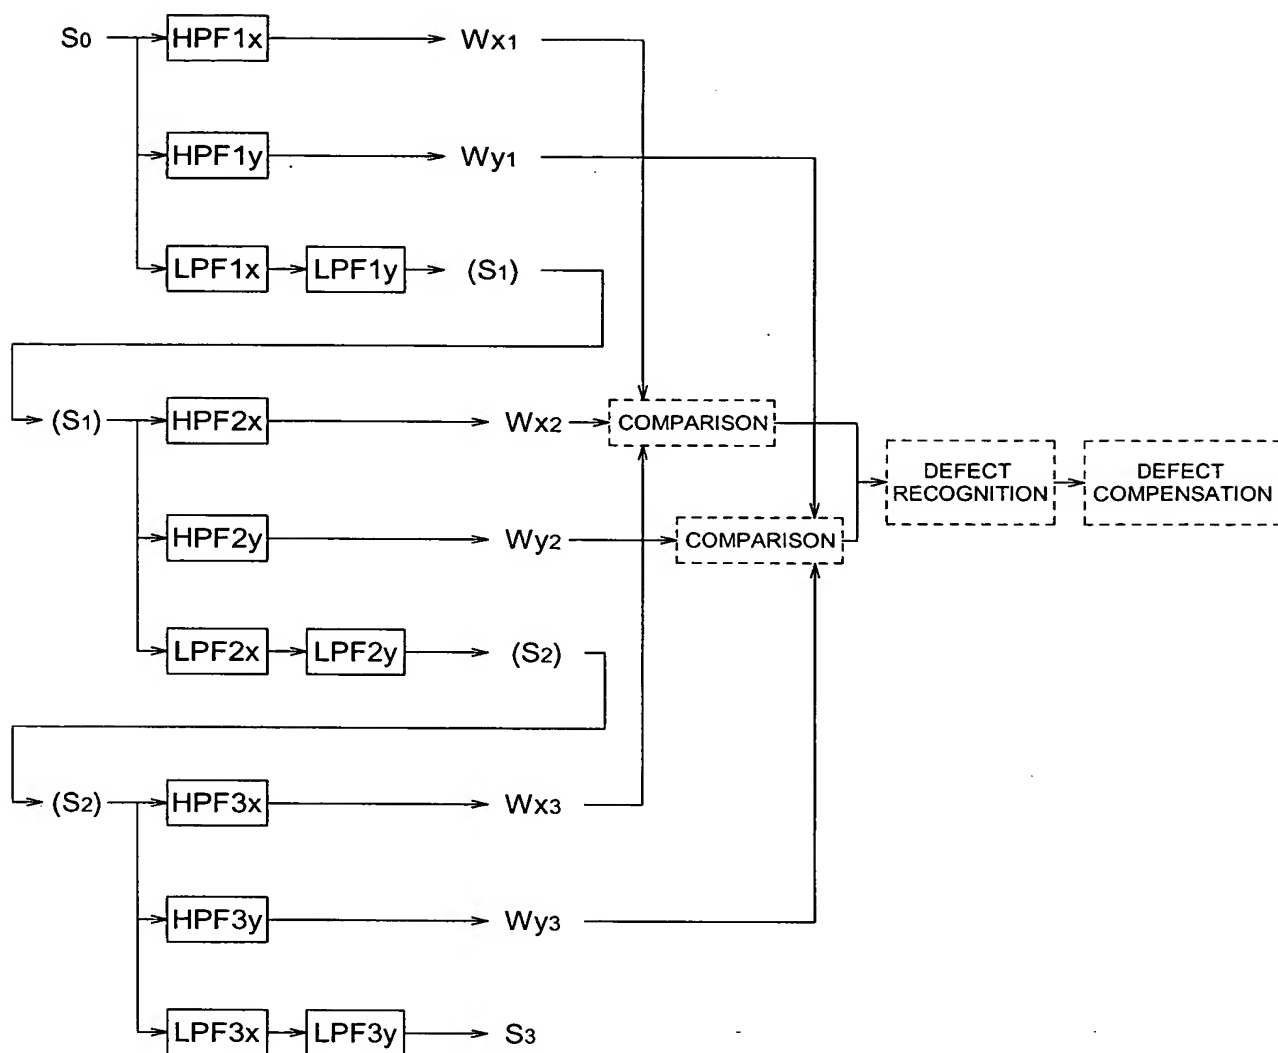 S0 HPF1x Wx1
HPF1y Wy1
LPF1x LPF1y (S1)
(S1) HPF2x Wx2 COMPARISON
DEFECT
RECOGNITION
DEFECT
COMPENSATION
HPF2y Wy2 COMPARISON
LPF2x LPF2y (S2)
(S2) HPF3x Wx3
HPF3y Wy3
LPF3x LPF3y S3